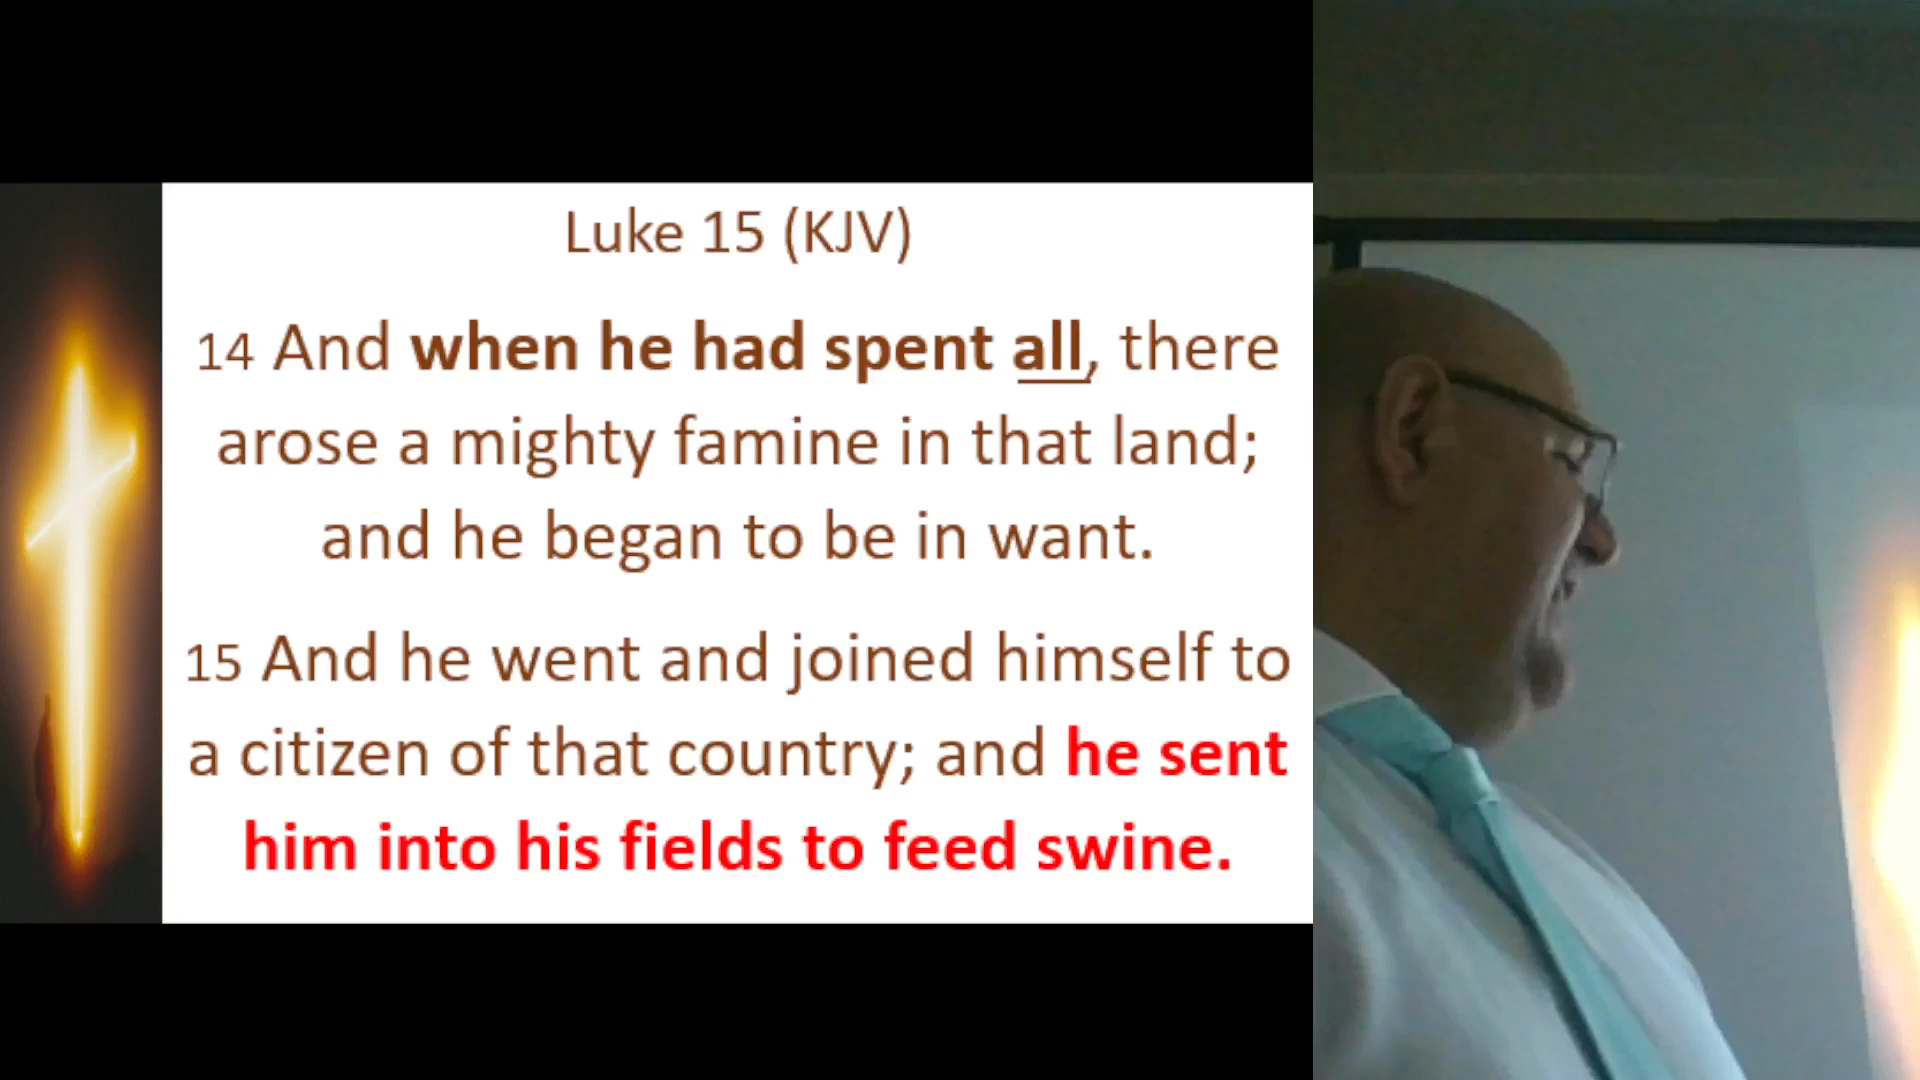 Luke 15 (KJV)
14 And when he had spent all, there
arose a mighty famine in that land;
and he began to be in want.
15 And he went and joined himself to
a citizen of that country; and he sent
him into his fields to feed swine.